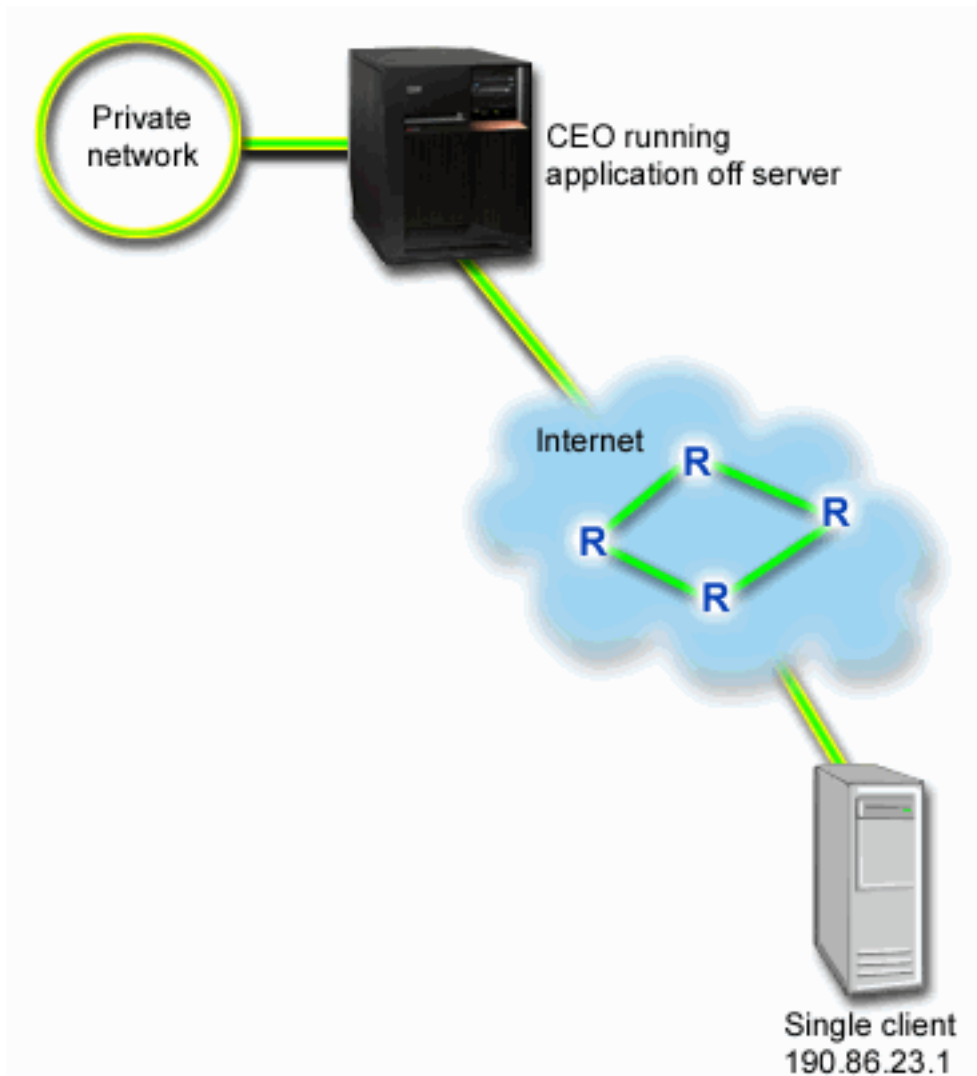 Private
network
CEO running
application off server
Internet
R
R
R
R
Single client
190.86.23.1